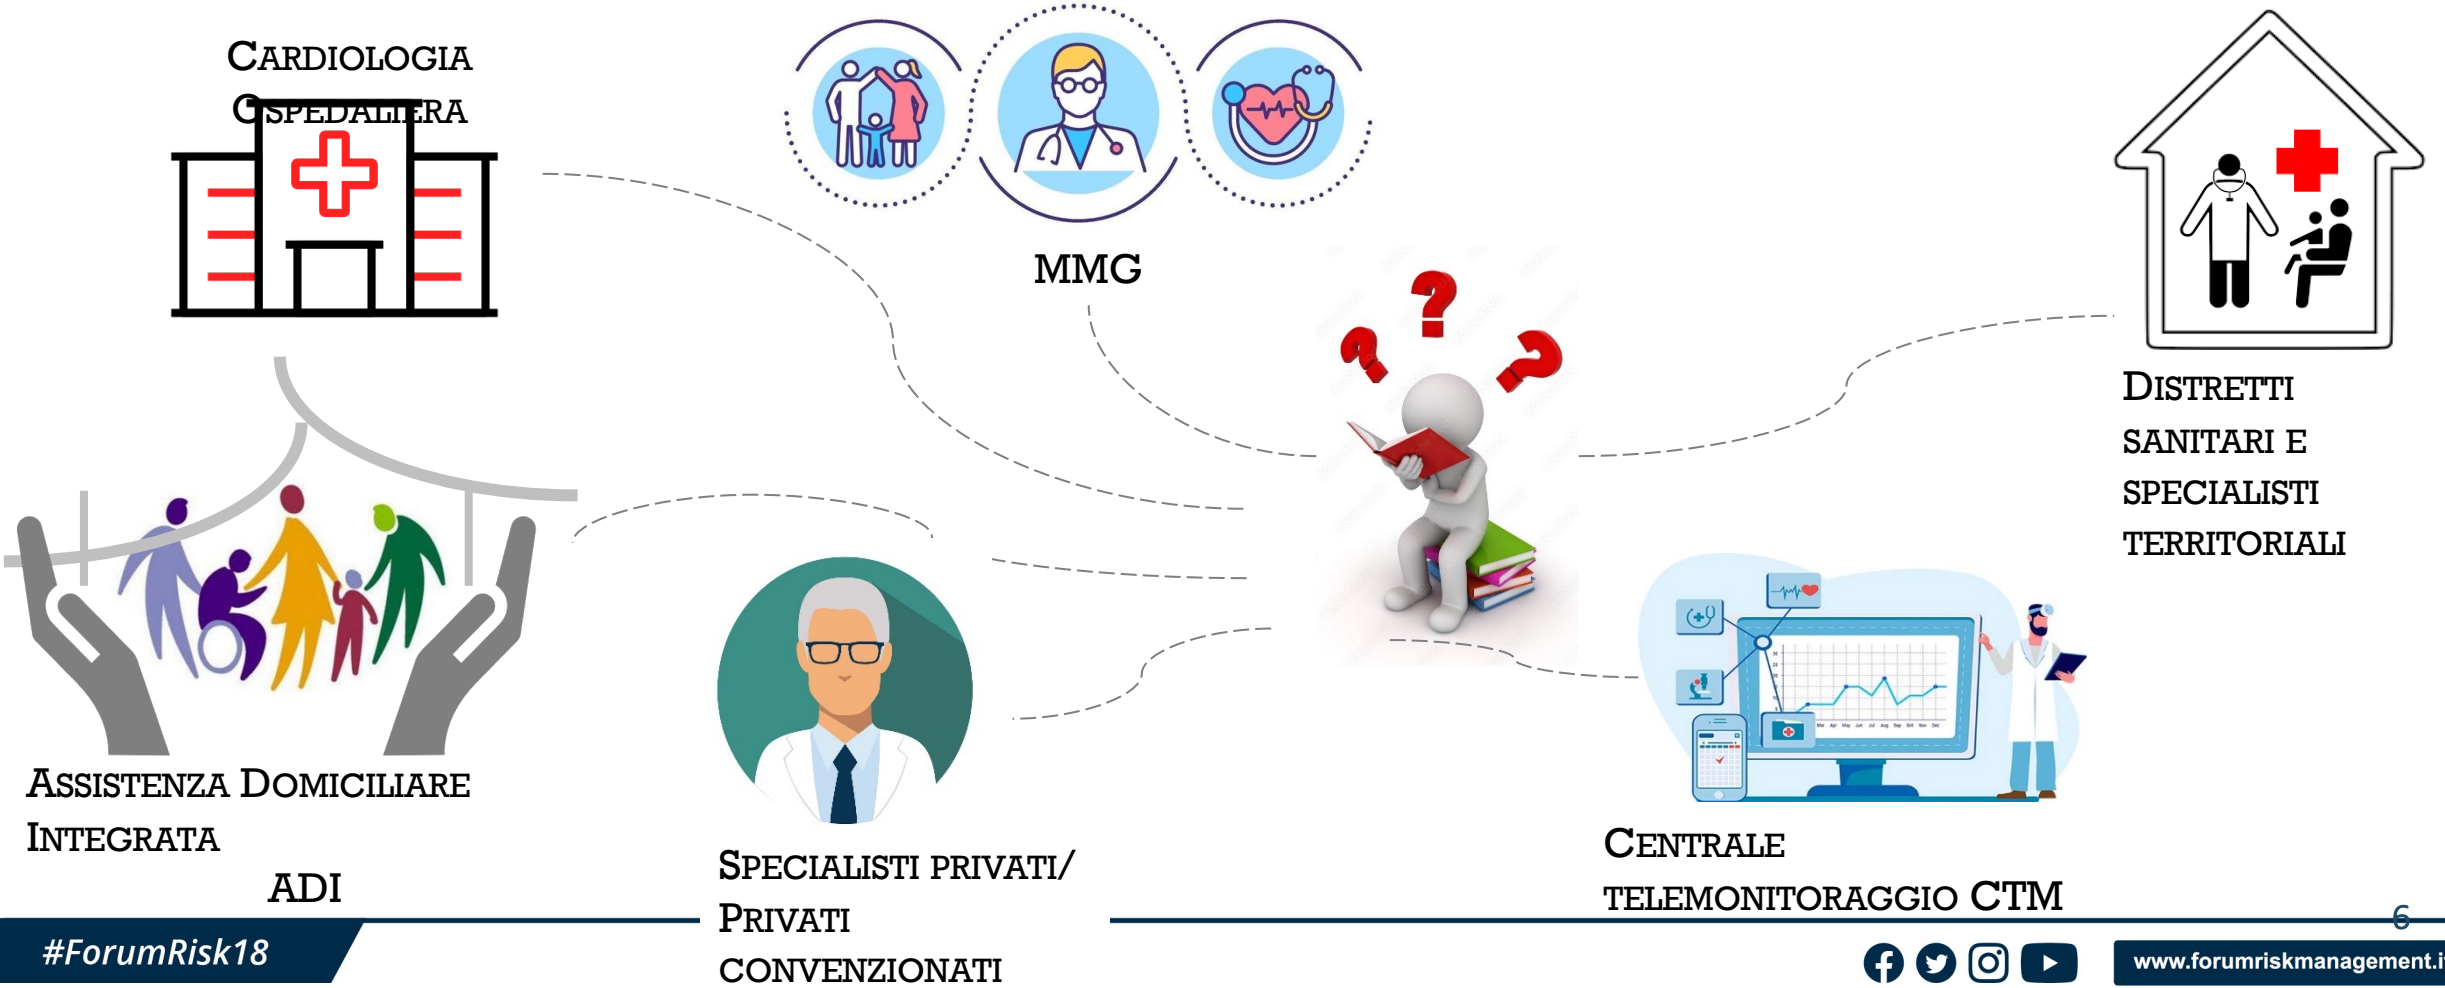 Cardiologia
Ospedaliera
MMG
Distretti
sanitari e
specialisti
territoriali
Assistenza Domiciliare
Integrata
ADI
Specialisti privati/
Privati
convenzionati
Centrale
telemonitoraggio CTM
6
#ForumRisk18
www.forumriskmanagement.it